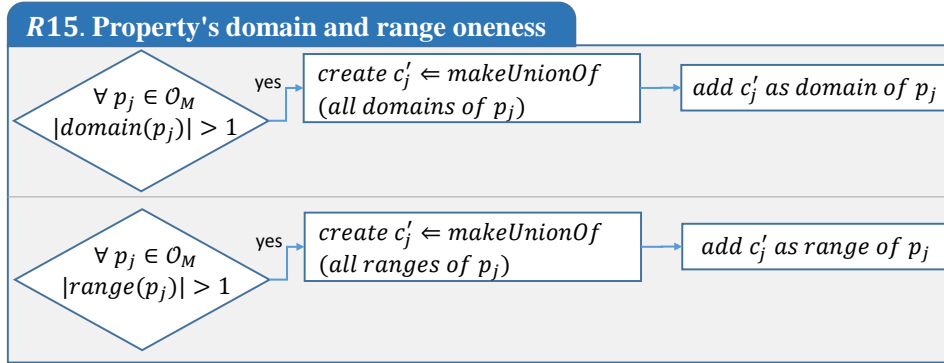 R15. Property's domain and range oneness
∀ p_j ∈ 𝒪_M
|domain(p_j)| > 1
yes
create c'_j ⇐ makeUnionOf
(all domains of p_j)
add c'_j as domain of p_j
∀ p_j ∈ 𝒪_M
|range(p_j)| > 1
yes
create c'_j ⇐ makeUnionOf
(all ranges of p_j)
add c'_j as range of p_j